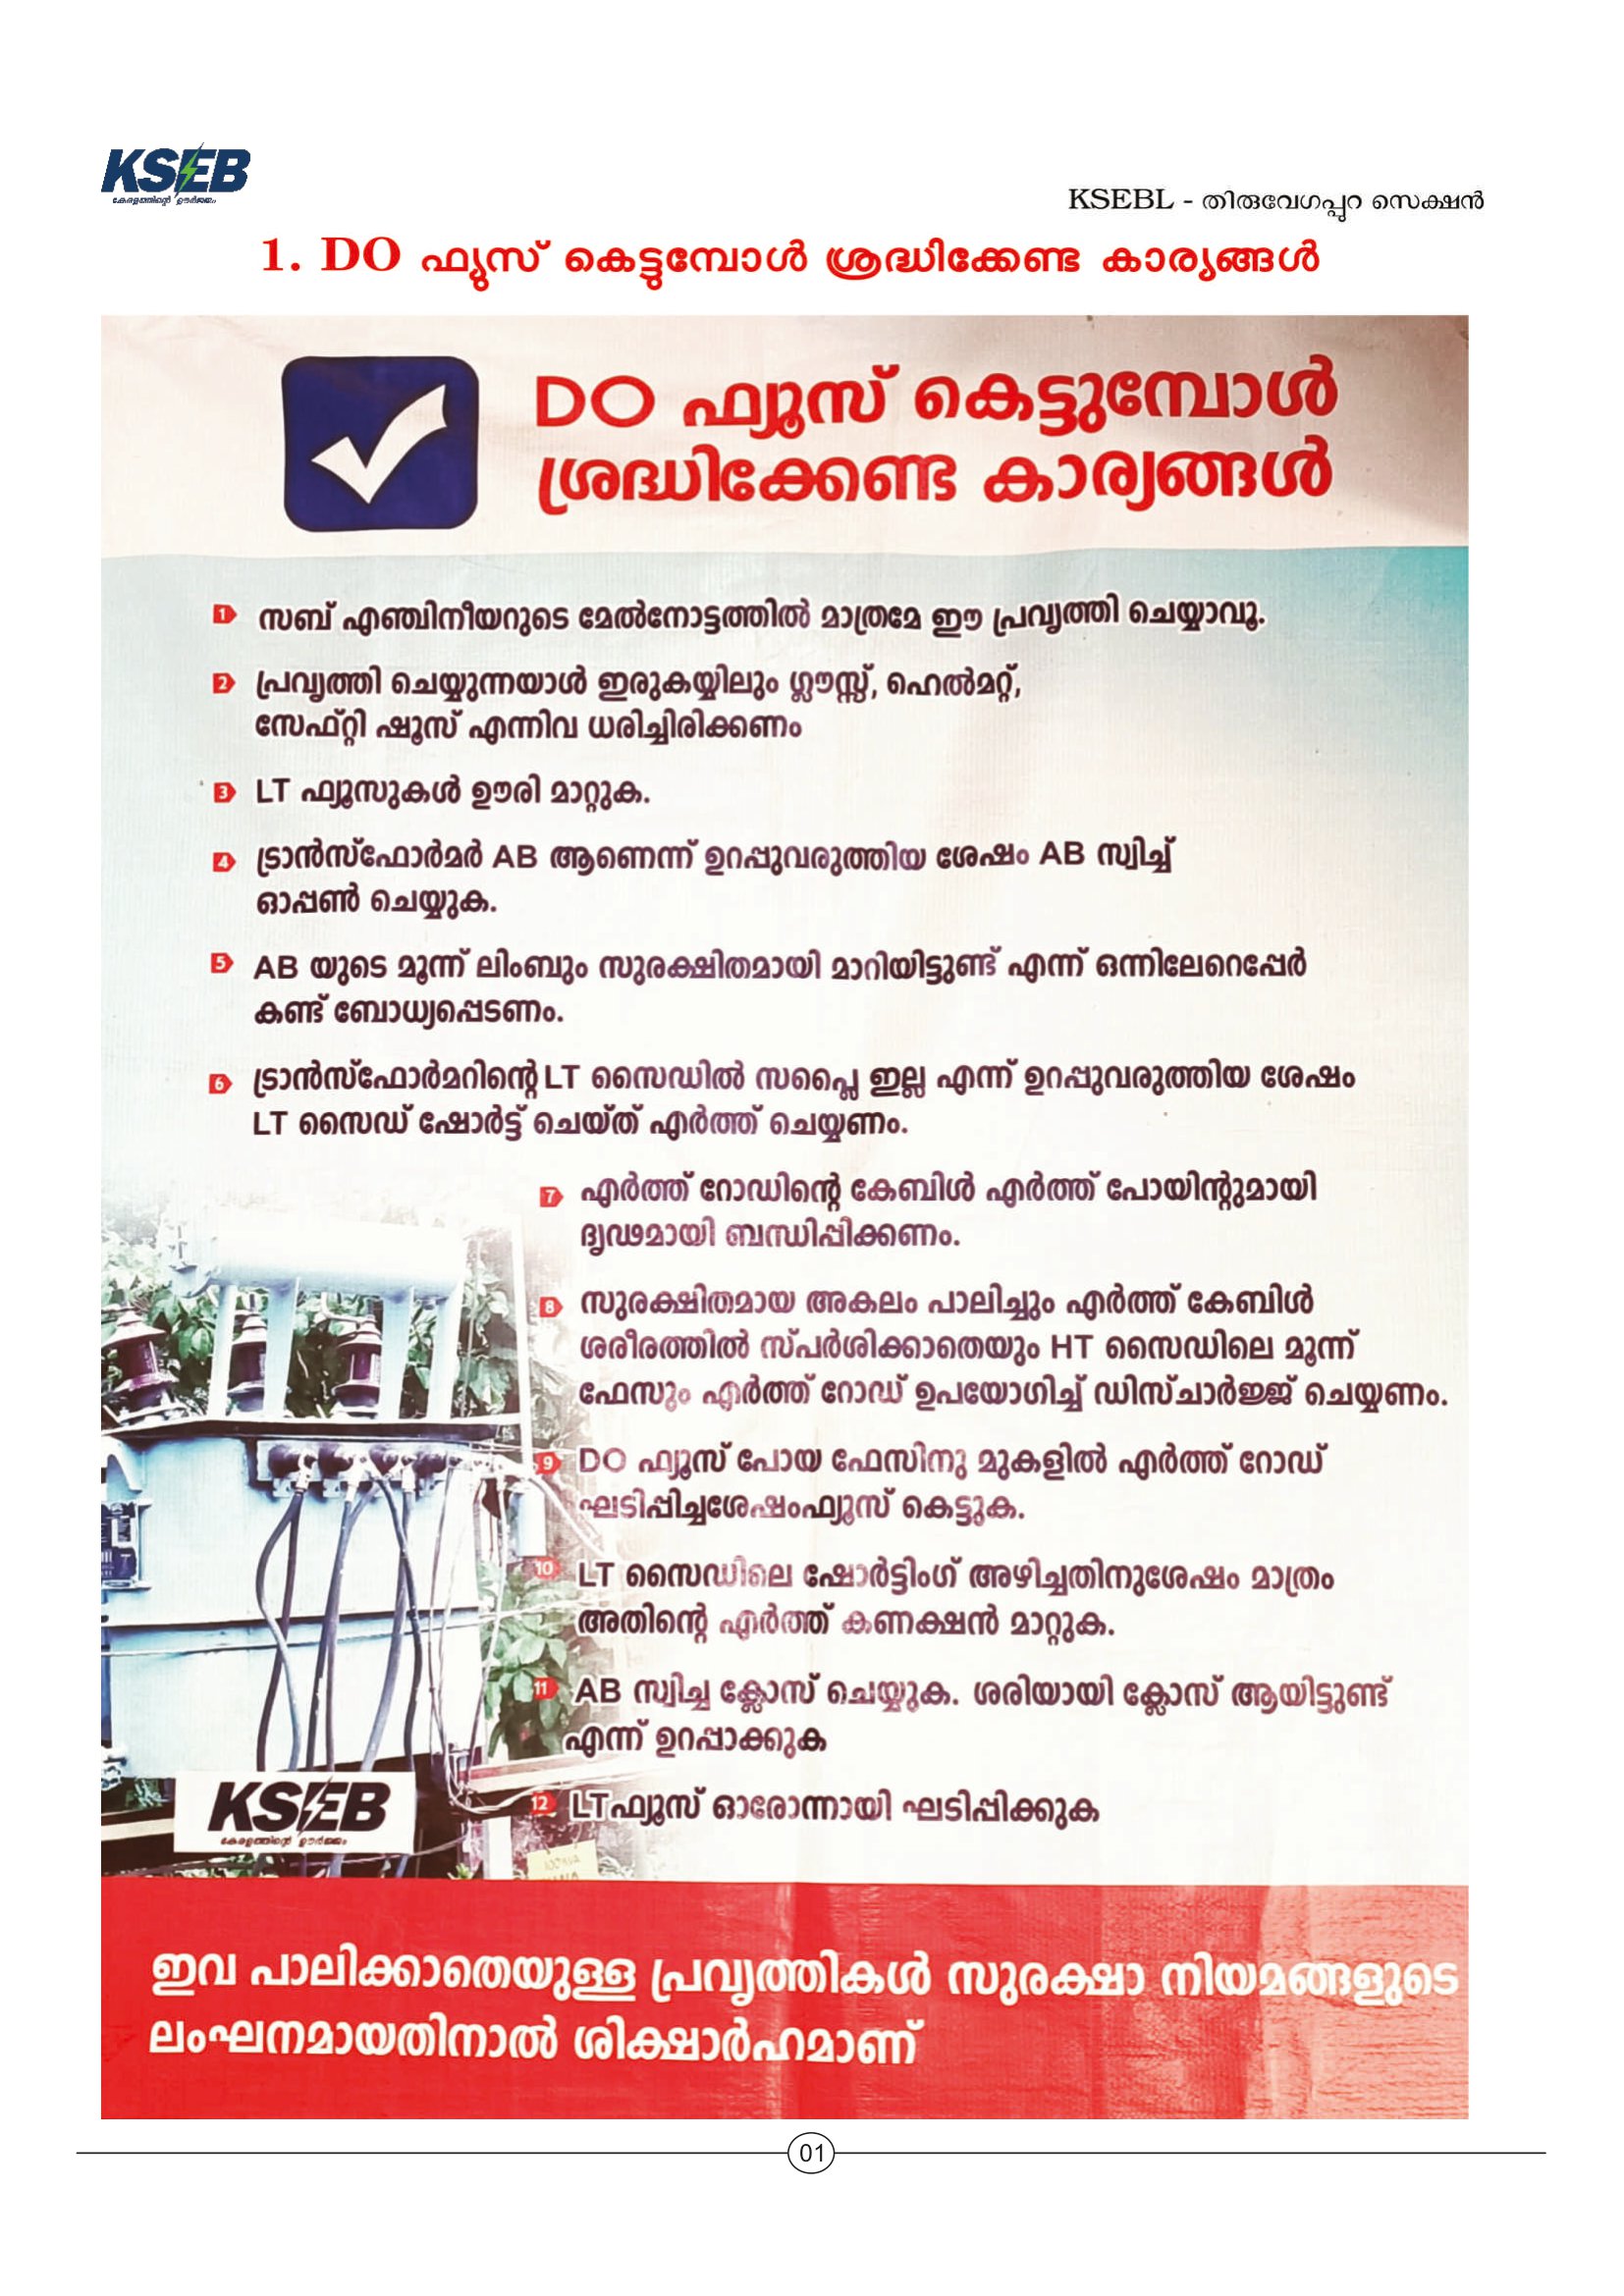 KSEB
കേരളത്തിന്റെ ഊർജ്ജം
KSEBL - തിരുവേഗപ്പുറ സെക്ഷൻ
1. DO ഫ്യുസ് കെട്ടുമ്പോൾ ശ്രദ്ധിക്കേണ്ട കാര്യങ്ങൾ
DO ഫ്യൂസ് കെട്ടുമ്പോൾ
ശ്രദ്ധിക്കേണ്ട കാര്യങ്ങൾ
1 സബ് എഞ്ചിനീയറുടെ മേൽനോട്ടത്തിൽ മാത്രമേ ഈ പ്രവൃത്തി ചെയ്യാവൂ.
2 പ്രവൃത്തി ചെയ്യുന്നയാൾ ഇരുകയ്യിലും ഗ്ലൗസ്സ്, ഹെൽമറ്റ്,
സേഫ്റ്റി ഷൂസ് എന്നിവ ധരിച്ചിരിക്കണം
3 LT ഫ്യൂസുകൾ ഊരി മാറ്റുക.
4 ട്രാൻസ്ഫോർമർ AB ആണെന്ന് ഉറപ്പുവരുത്തിയ ശേഷം AB സ്വിച്ച്
ഓപ്പൺ ചെയ്യുക.
5 AB യുടെ മൂന്ന് ലിംബും സുരക്ഷിതമായി മാറിയിട്ടുണ്ട് എന്ന് ഒന്നിലേറെപ്പേർ
കണ്ട് ബോധ്യപ്പെടണം.
6 ട്രാൻസ്ഫോർമറിന്റെ LT സൈഡിൽ സപ്ലൈ ഇല്ല എന്ന് ഉറപ്പുവരുത്തിയ ശേഷം
LT സൈഡ് ഷോർട്ട് ചെയ്ത് എർത്ത് ചെയ്യണം.
7 എർത്ത് റോഡിന്റെ കേബിൾ എർത്ത് പോയിന്റുമായി
ദൃഢമായി ബന്ധിപ്പിക്കണം.
8 സുരക്ഷിതമായ അകലം പാലിച്ചും എർത്ത് കേബിൾ
ശരീരത്തിൽ സ്പർശിക്കാതെയും HT സൈഡിലെ മൂന്ന്
ഫേസും എർത്ത് റോഡ് ഉപയോഗിച്ച് ഡിസ്ചാർജ്ജ് ചെയ്യണം.
9 DO ഫ്യൂസ് പോയ ഫേസിനു മുകളിൽ എർത്ത് റോഡ്
ഘടിപ്പിച്ചശേഷംഫ്യൂസ് കെട്ടുക.
10 LT സൈഡിലെ ഷോർട്ടിംഗ് അഴിച്ചതിനുശേഷം മാത്രം
അതിന്റെ എർത്ത് കണക്ഷൻ മാറ്റുക.
11 AB സ്വിച്ച ക്ലോസ് ചെയ്യുക. ശരിയായി ക്ലോസ് ആയിട്ടുണ്ട്
എന്ന് ഉറപ്പാക്കുക
12 LTഫ്യൂസ് ഓരോന്നായി ഘടിപ്പിക്കുക
KSEB
കേരളത്തിന്റെ ഊർജ്ജം
ഇവ പാലിക്കാതെയുള്ള പ്രവൃത്തികൾ സുരക്ഷാ നിയമങ്ങളുടെ
ലംഘനമായതിനാൽ ശിക്ഷാർഹമാണ്
01